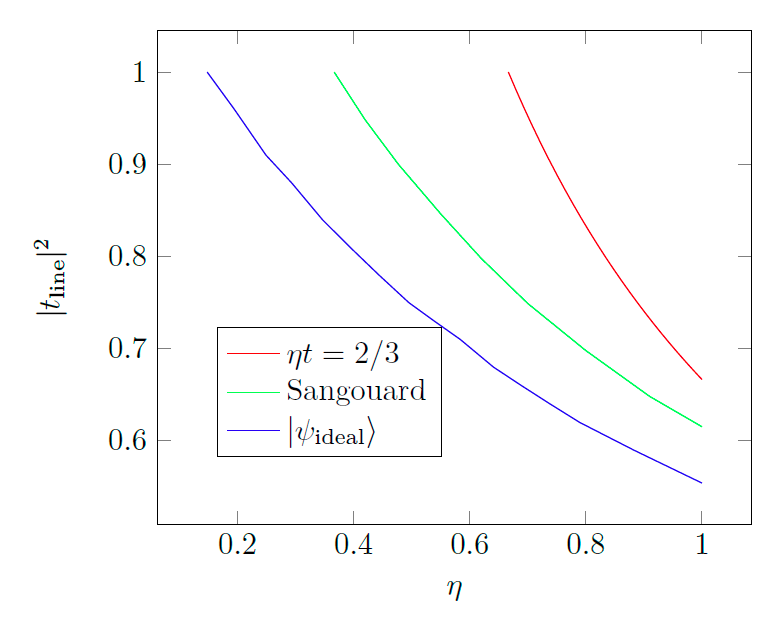 1
0.9
0.8
0.7
0.6
|t_line|²
ηt = 2/3
Sangouard
|ψ_ideal⟩
0.2 0.4 0.6 0.8 1
η